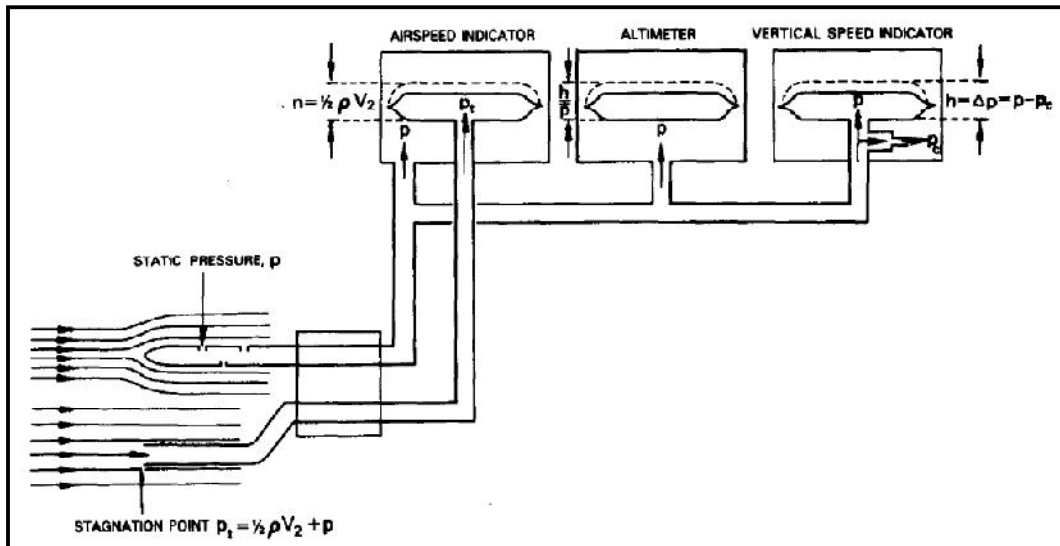 AIRSPEED INDICATOR
ALTIMETER
VERTICAL SPEED INDICATOR
n = ½ ρ V2
p
pt
h
p
p
p
pc
h = Δp = p - pc
STATIC PRESSURE, p
STAGNATION POINT pt = ½ ρ V2 + p